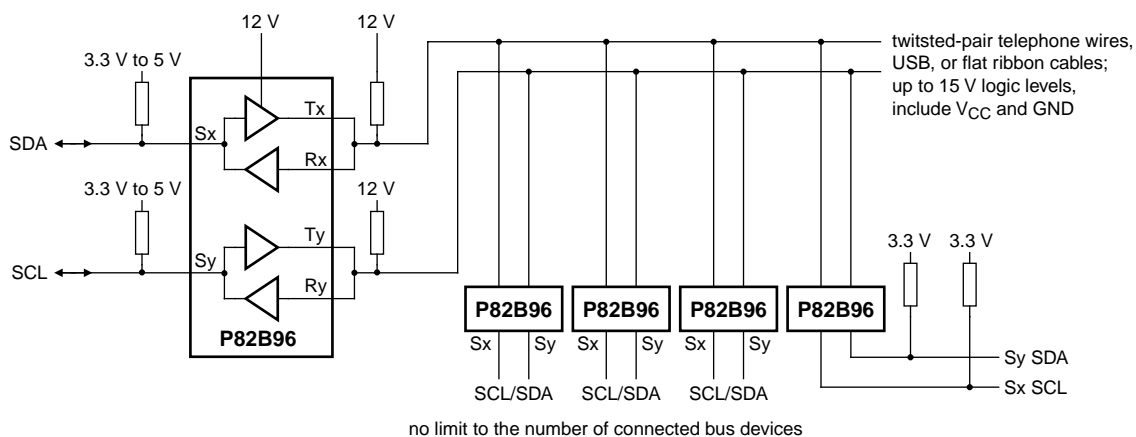 12 V
12 V
3.3 V to 5 V
Tx
Sx
SDA
Rx
3.3 V to 5 V
12 V
Ty
Sy
SCL
Ry
P82B96
twitsted-pair telephone wires,
USB, or flat ribbon cables;
up to 15 V logic levels,
include VCC and GND
3.3 V
3.3 V
P82B96
P82B96
P82B96
P82B96
Sx
Sy
Sx
Sy
Sx
Sy
Sy SDA
Sx SCL
SCL/SDA
SCL/SDA
SCL/SDA
no limit to the number of connected bus devices